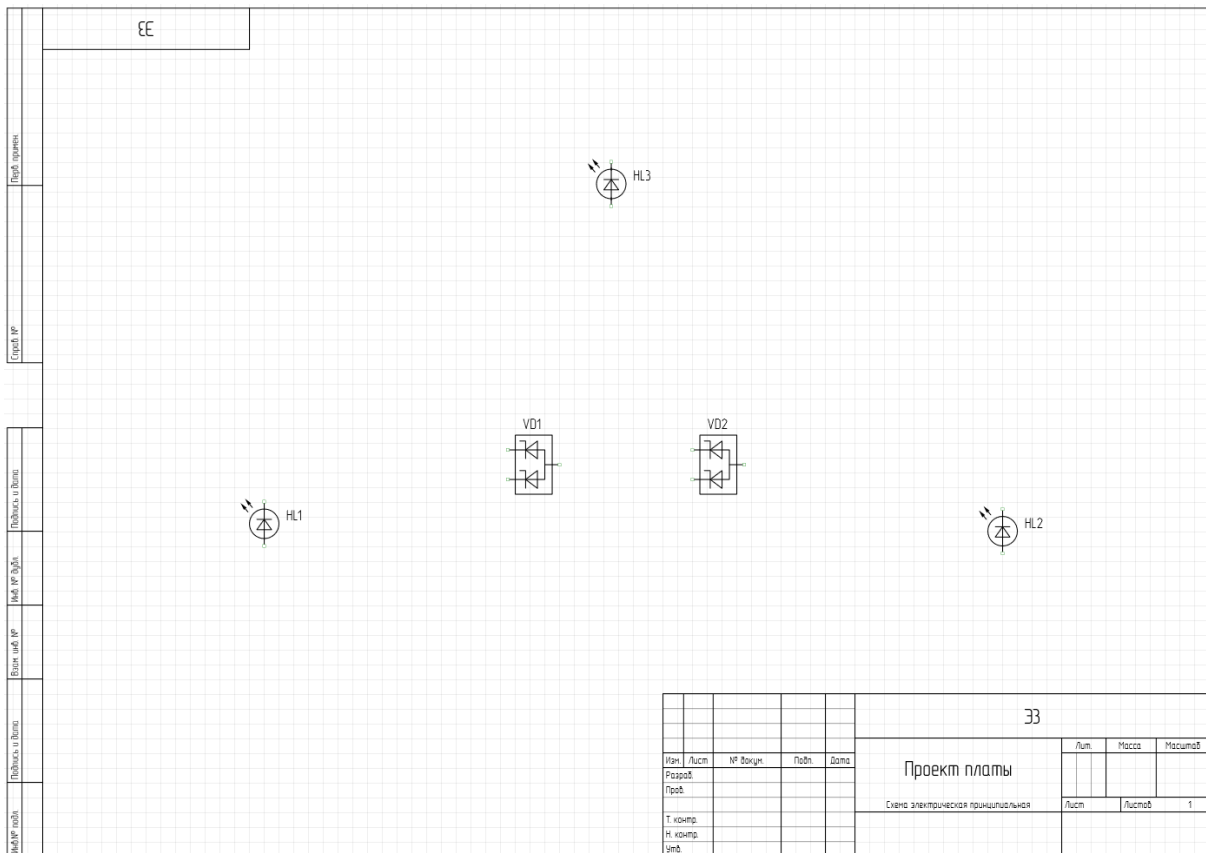 ЭЗ
Перв. примен.
Справ. №
Подпись и дата
Инв. № дубл.
Взам. инв. №
Подпись и дата
Инв.№ подл.
HL3
VD1
VD2
HL1
HL2
ЭЗ
Лит. Масса Масштаб
Изм. Лист № докум. Подп. Дата
Проект платы
Разраб.
Пров.
Схема электрическая принципиальная
Лист Листов 1
Т. контр.
Н. контр.
Утв.